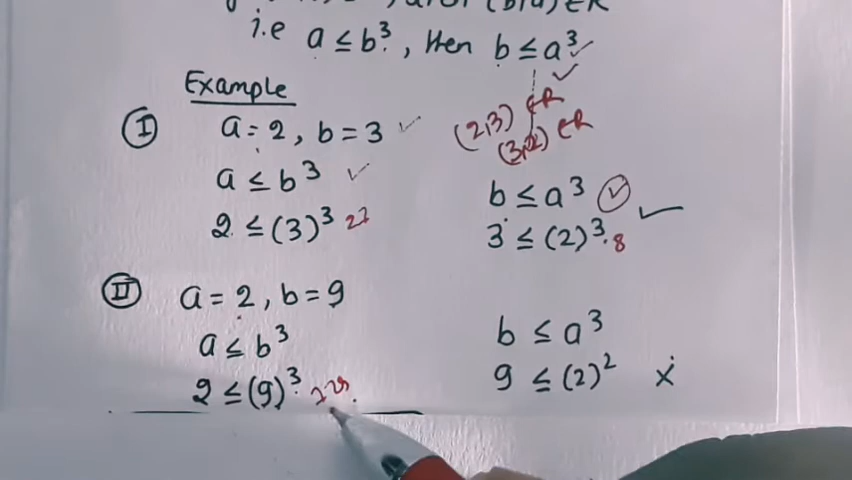 i.e a ≤ b³, then b ≤ a³ ✓
Example
(I) a = 2, b = 3 ✓
(2,3) ∈R
(3,2) ∈R
a ≤ b³ ✓
b ≤ a³ ✓
2 ≤ (3)³ 27
3 ≤ (2)³ 8
(II) a = 2, b = 9
a ≤ b³
b ≤ a³
2 ≤ (9)³
9 ≤ (2)² ×